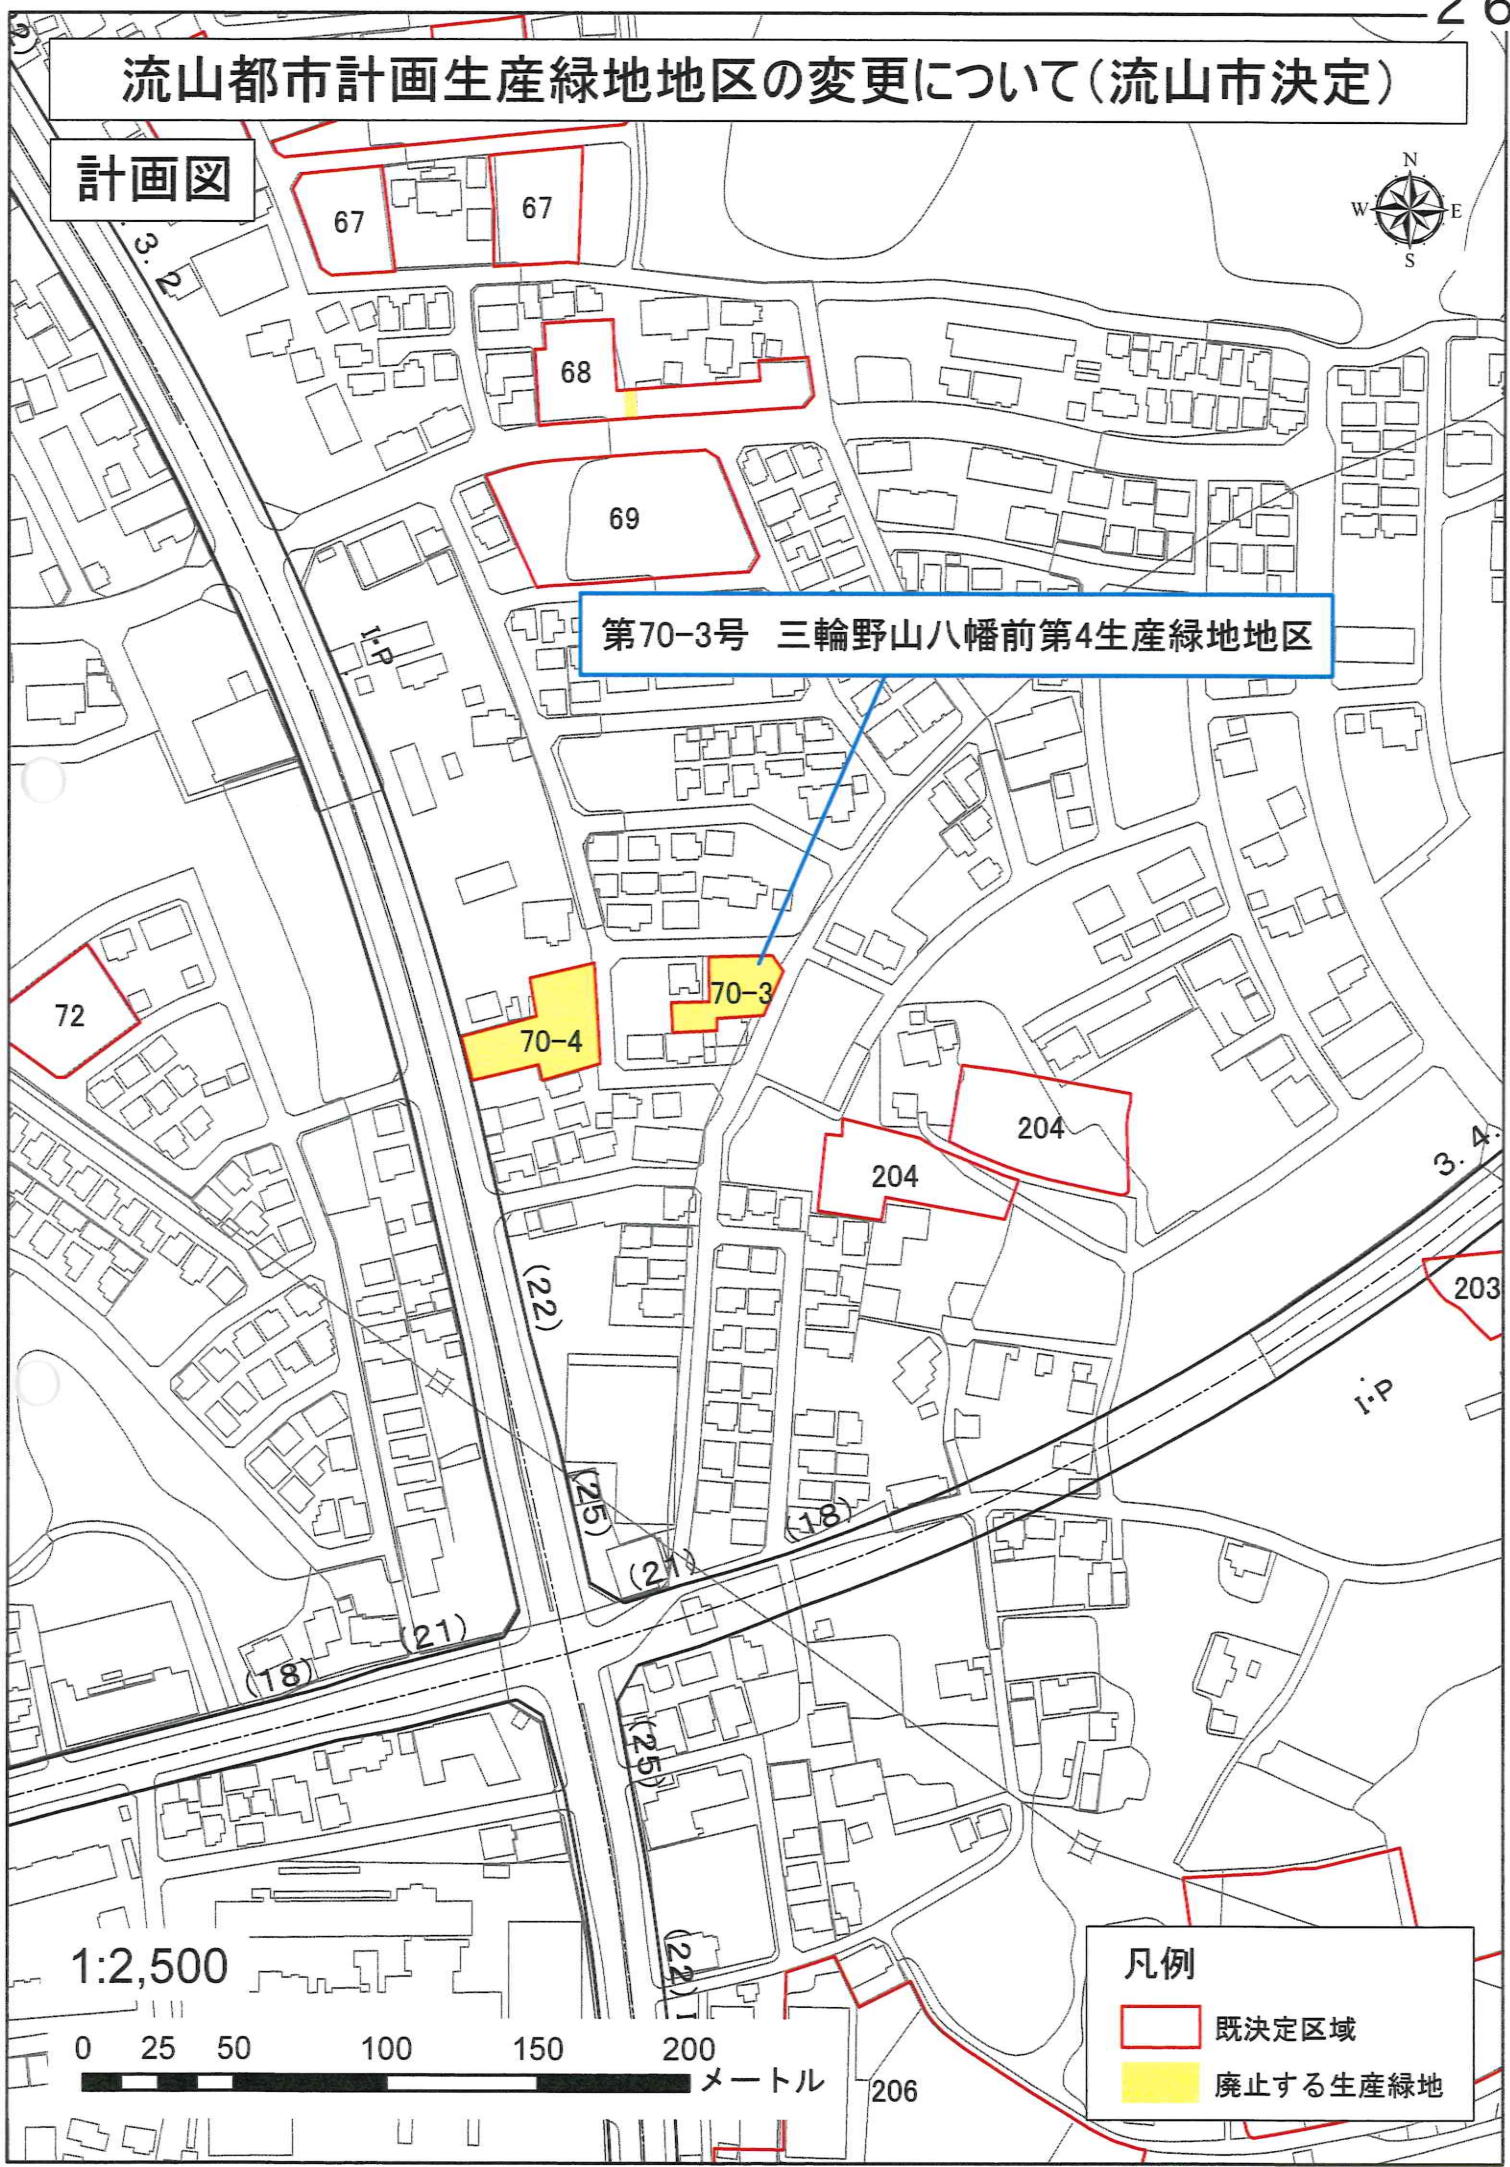 26
流山都市計画生産緑地地区の変更について(流山市決定)
計画図
N
W E
S
3. 2
67
67
68
69
I・P
第70-3号 三輪野山八幡前第4生産緑地地区
70-3
70-4
72
204
204
3. 4.
203
(22)
I・P
(25)
(18)
(21)
(21)
(18)
(25)
(22)
1:2,500
0 25 50 100 150 200
メートル
206
凡例
既決定区域
廃止する生産緑地